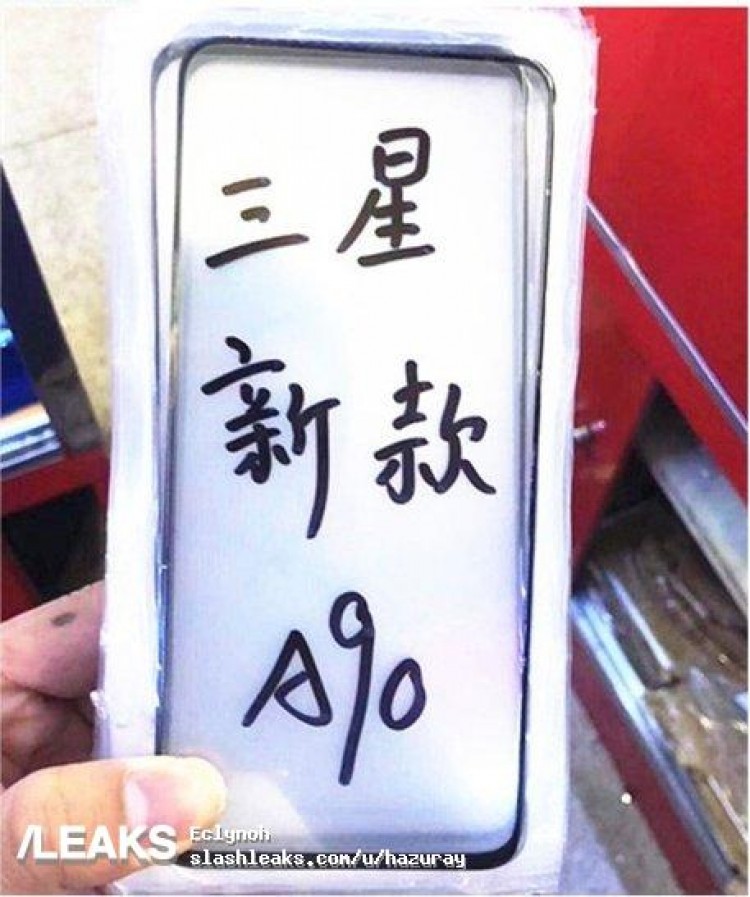 三星
新款
A90
/LEAKS
Eclynoh
slashleaks.com/u/hazuray